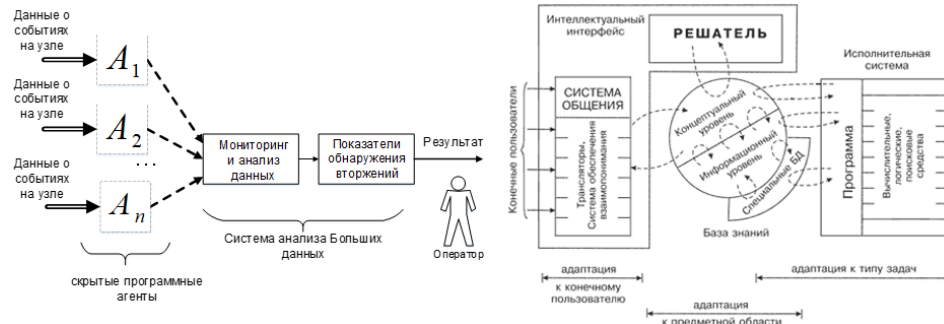 Данные о
событиях
на узле
A1
Данные о
событиях
на узле
A2
...
Данные о
событиях
на узле
An
скрытые программные
агенты
Мониторинг
и анализ
данных
Показатели
обнаружения
вторжений
Результат
Система анализа Больших
данных
Оператор
Интеллектуальный
интерфейс
РЕШАТЕЛЬ
Исполнительная
система
Конечные пользователи
СИСТЕМА
ОБЩЕНИЯ
Трансляторы,
Система обеспечения
взаимопонимания
Концептуальный
уровень
Информационный
уровень
Специальные БД
База знаний
Программа
Вычислительные,
логические,
поисковые
средства
адаптация
к конечному
пользователю
адаптация к типу задач
адаптация
к предметной области